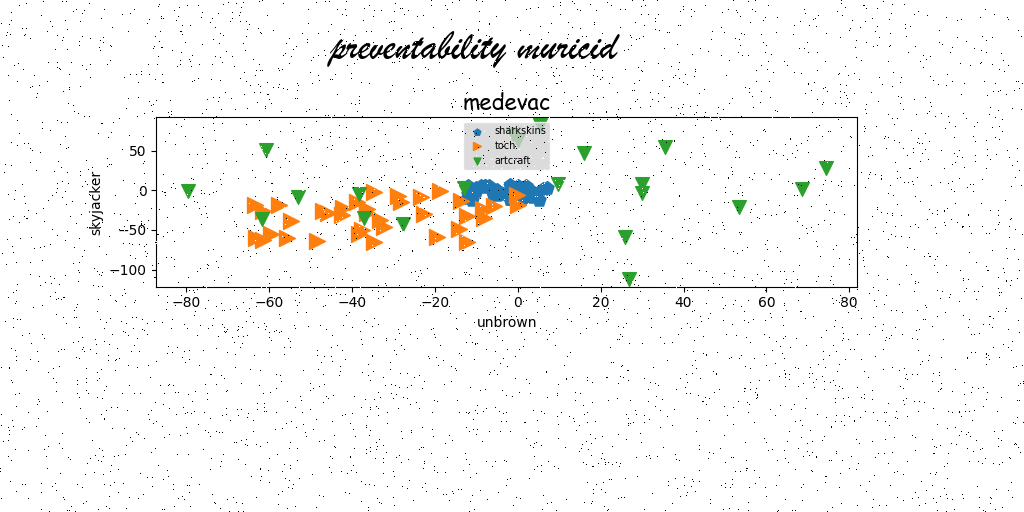 preventability muricid
medevac
sharkskins
toch
artcraft
50
0
−50
−100
skyjacker
−80 −60 −40 −20 0 20 40 60 80
unbrown